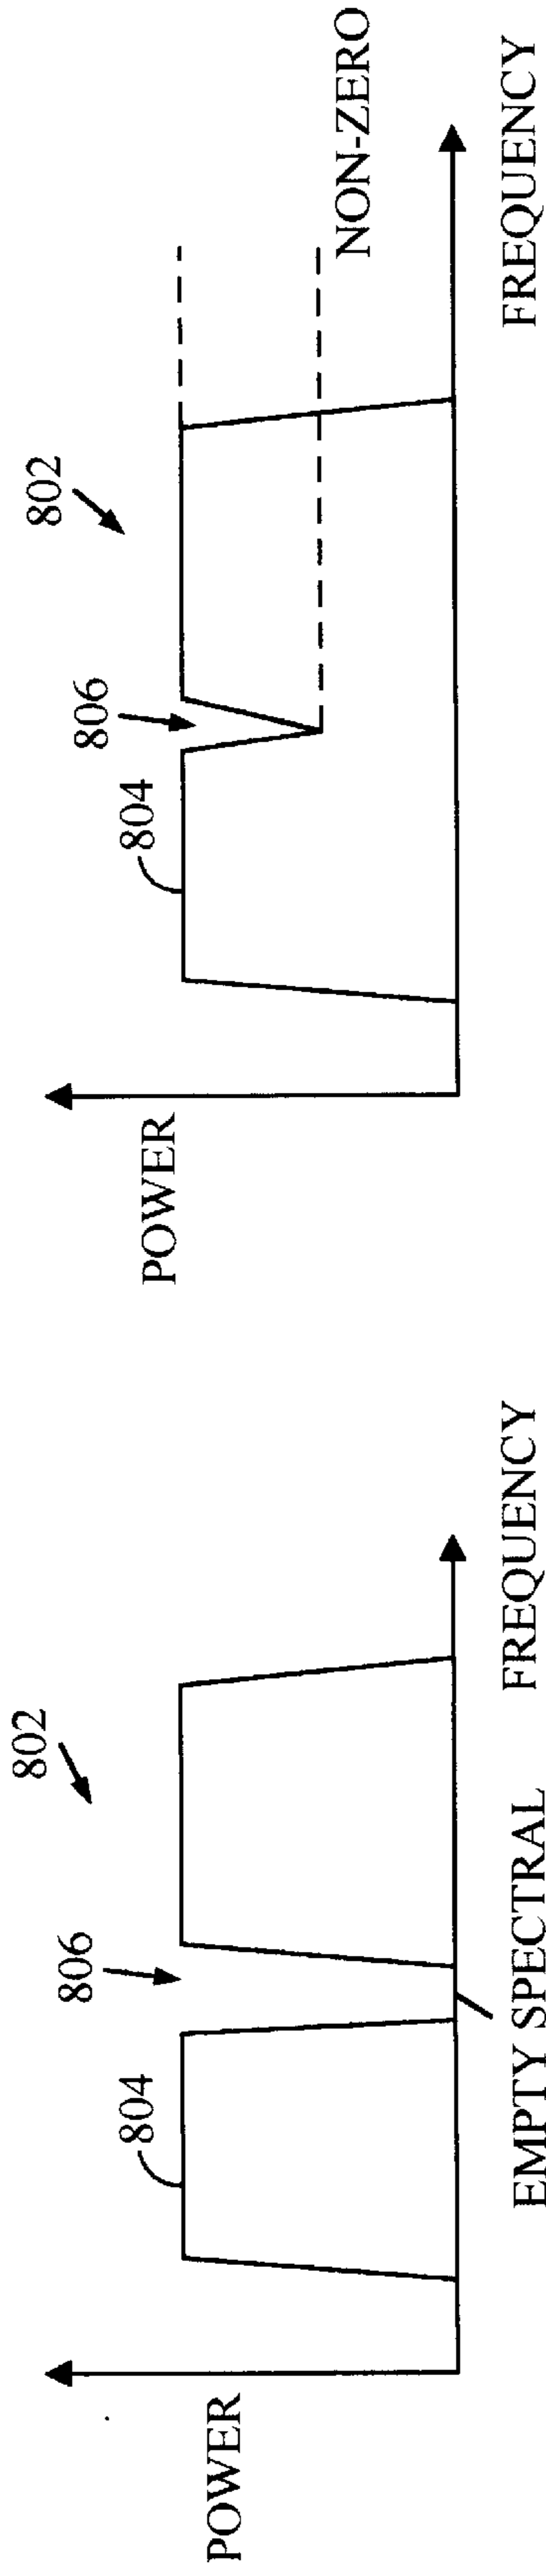 POWER
804
806
802
EMPTY SPECTRAL
FREQUENCY
POWER
804
806
802
NON-ZERO
FREQUENCY